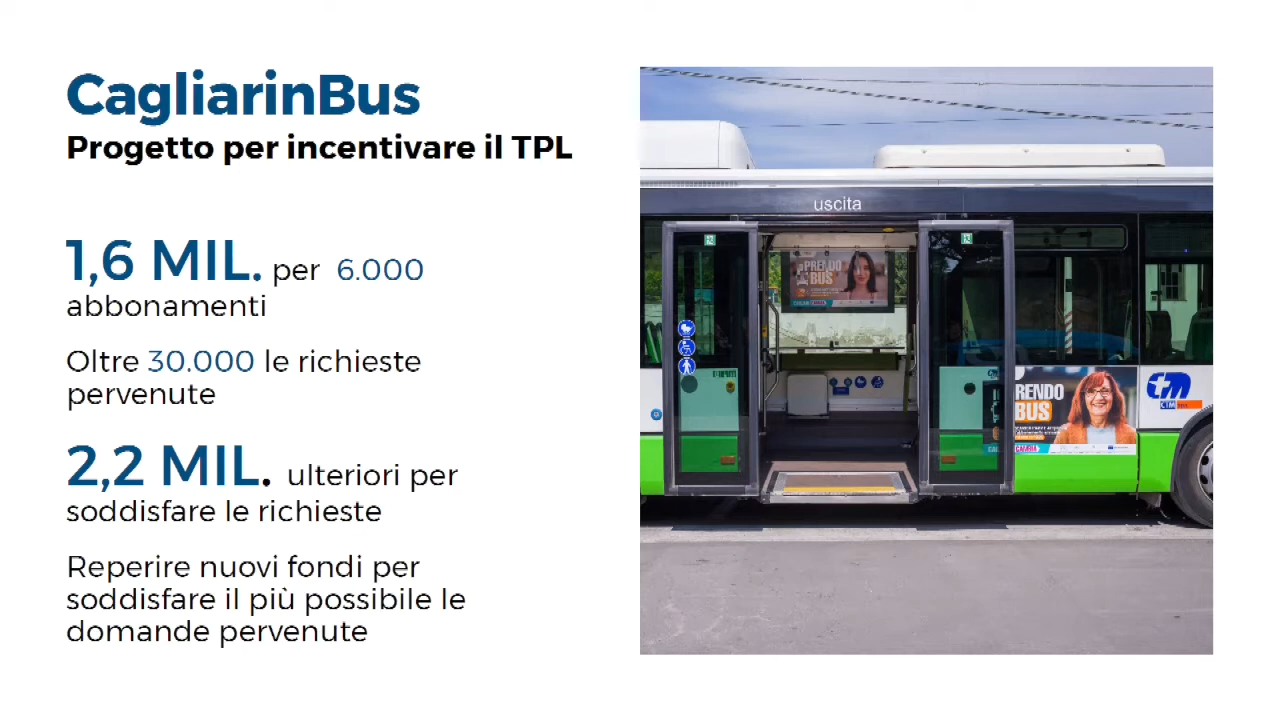 CagliarinBus
Progetto per incentivare il TPL
1,6 MIL. per 6.000
abbonamenti
Oltre 30.000 le richieste
pervenute
2,2 MIL. ulteriori per
soddisfare le richieste
Reperire nuovi fondi per
soddisfare il più possibile le
domande pervenute
uscita
PRENDO
BUS
RENDO
BUS
CTM